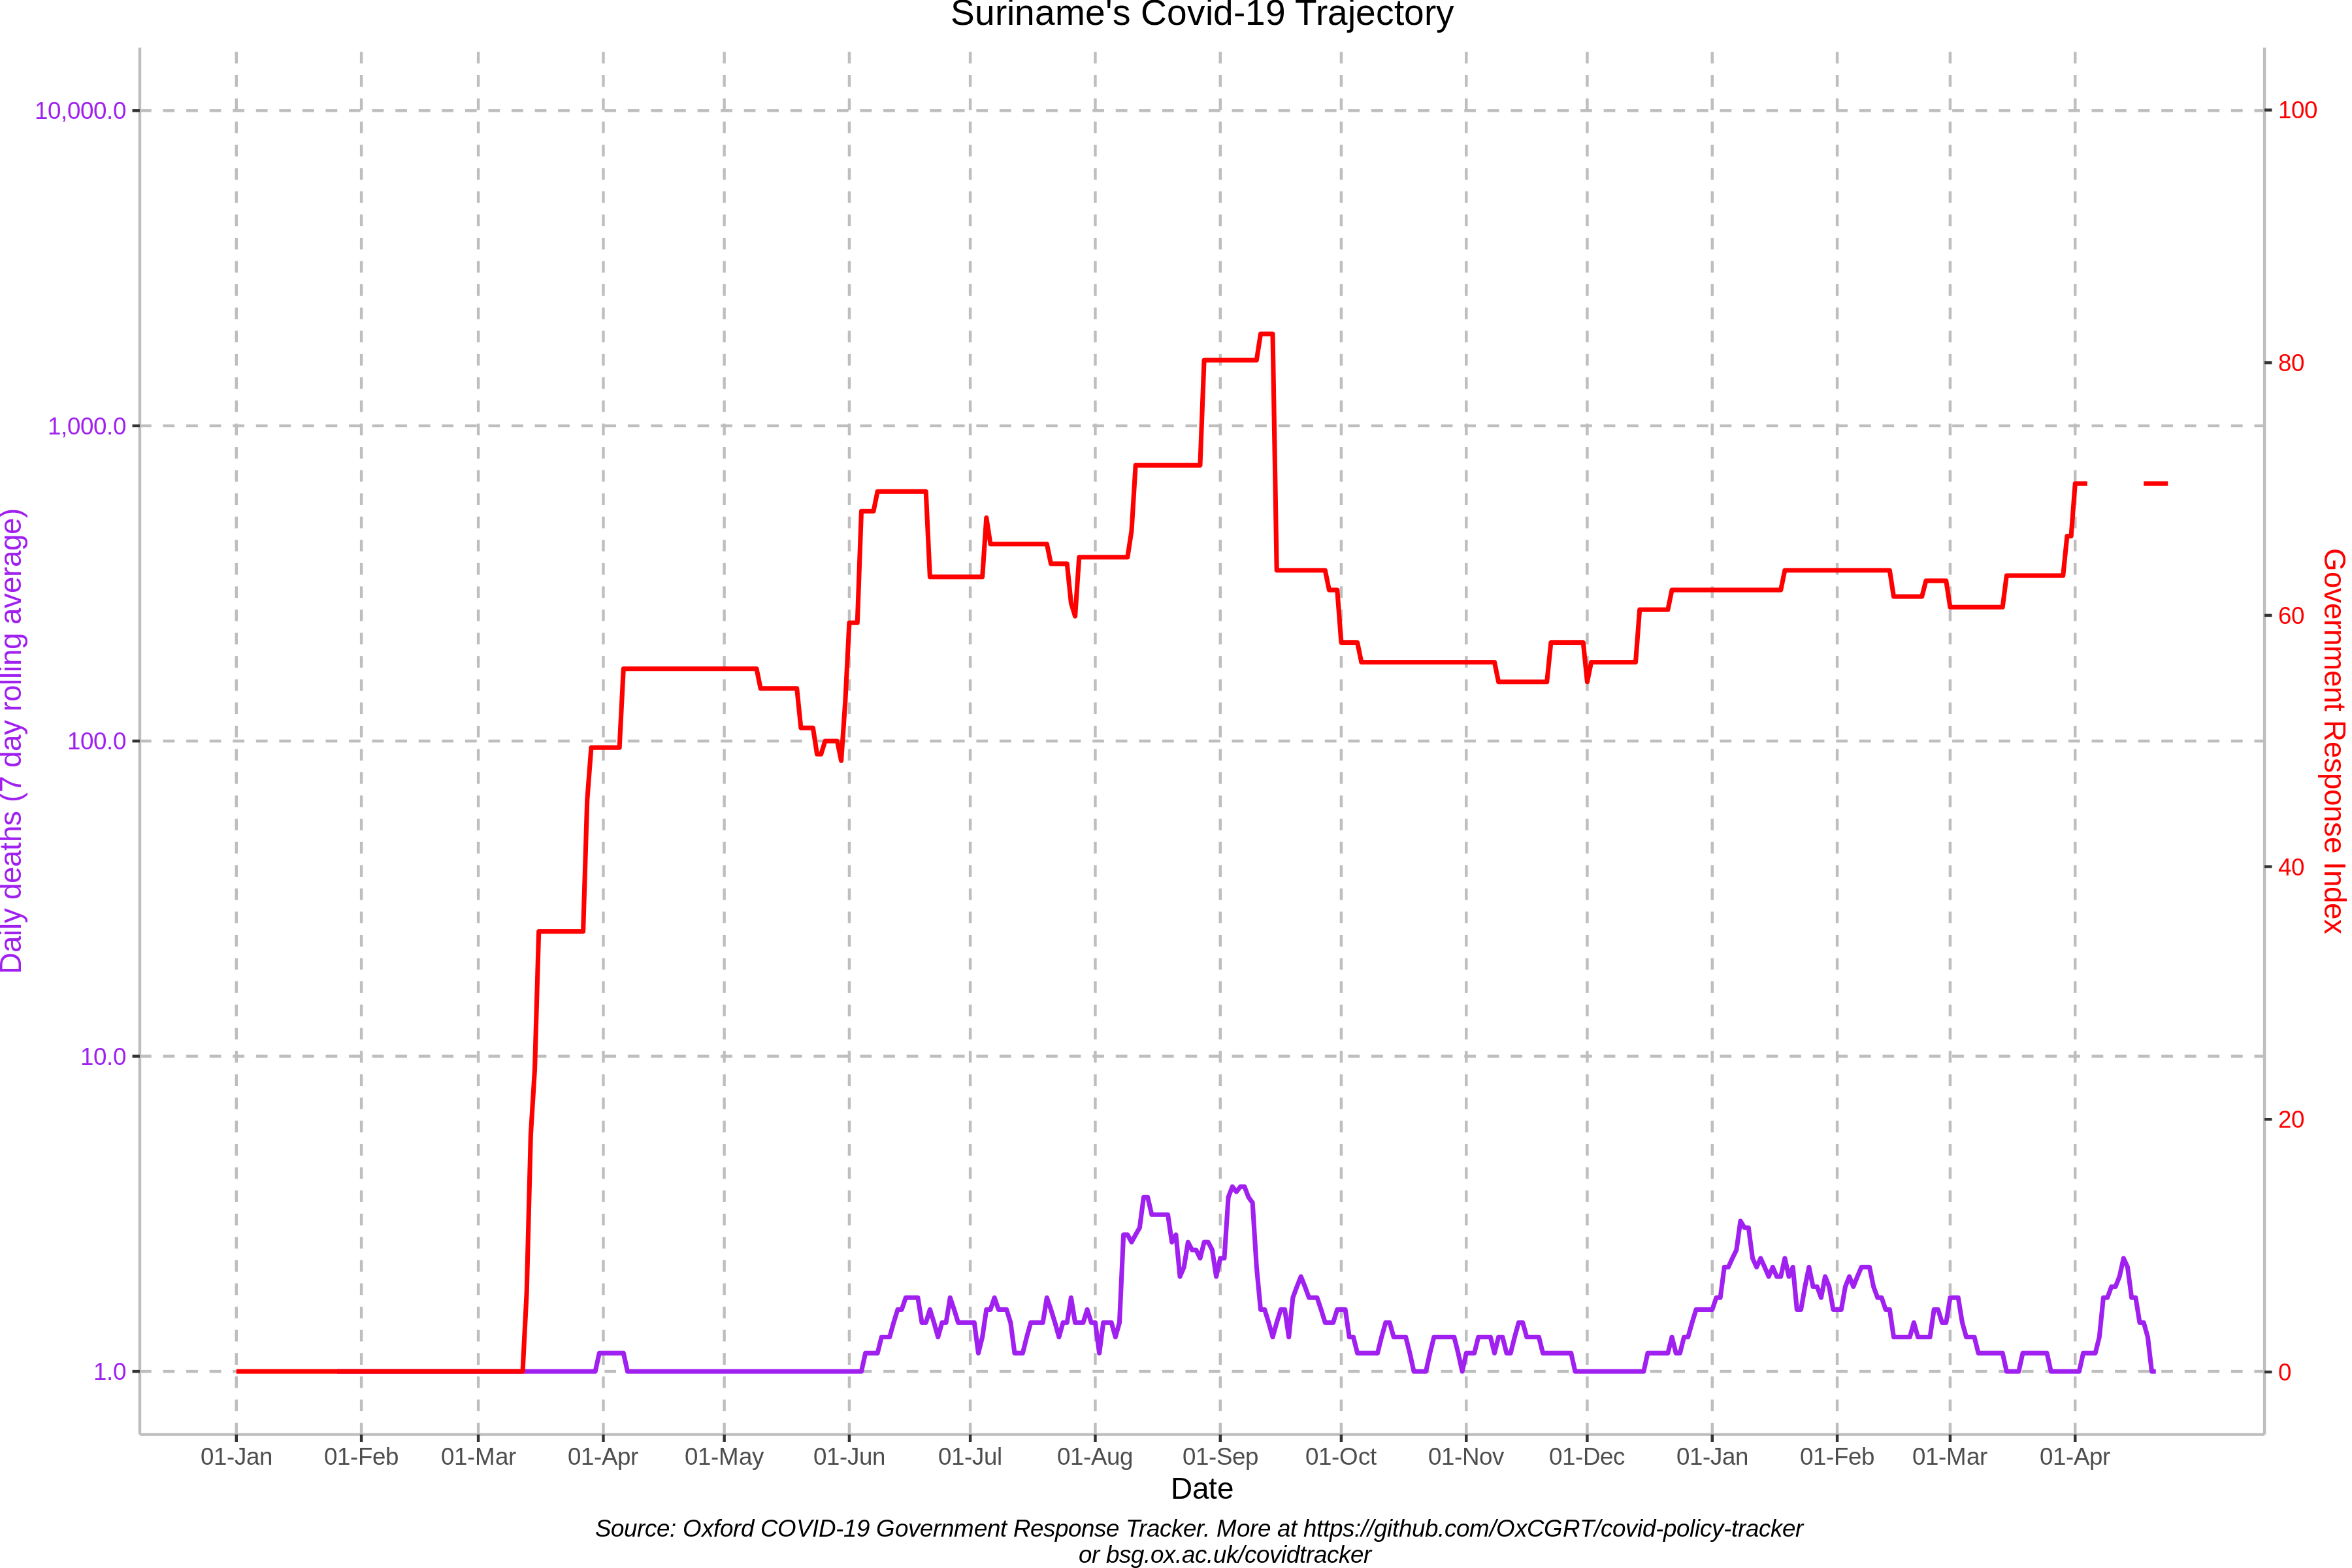 Suriname's Covid-19 Trajectory
10,000.0
1,000.0
100.0
10.0
1.0
Daily deaths (7 day rolling average)
100
80
60
40
20
0
Government Response Index
01-Jan 01-Feb 01-Mar 01-Apr 01-May 01-Jun 01-Jul 01-Aug 01-Sep 01-Oct 01-Nov 01-Dec 01-Jan 01-Feb 01-Mar 01-Apr
Date
Source: Oxford COVID-19 Government Response Tracker. More at https://github.com/OxCGRT/covid-policy-tracker
or bsg.ox.ac.uk/covidtracker